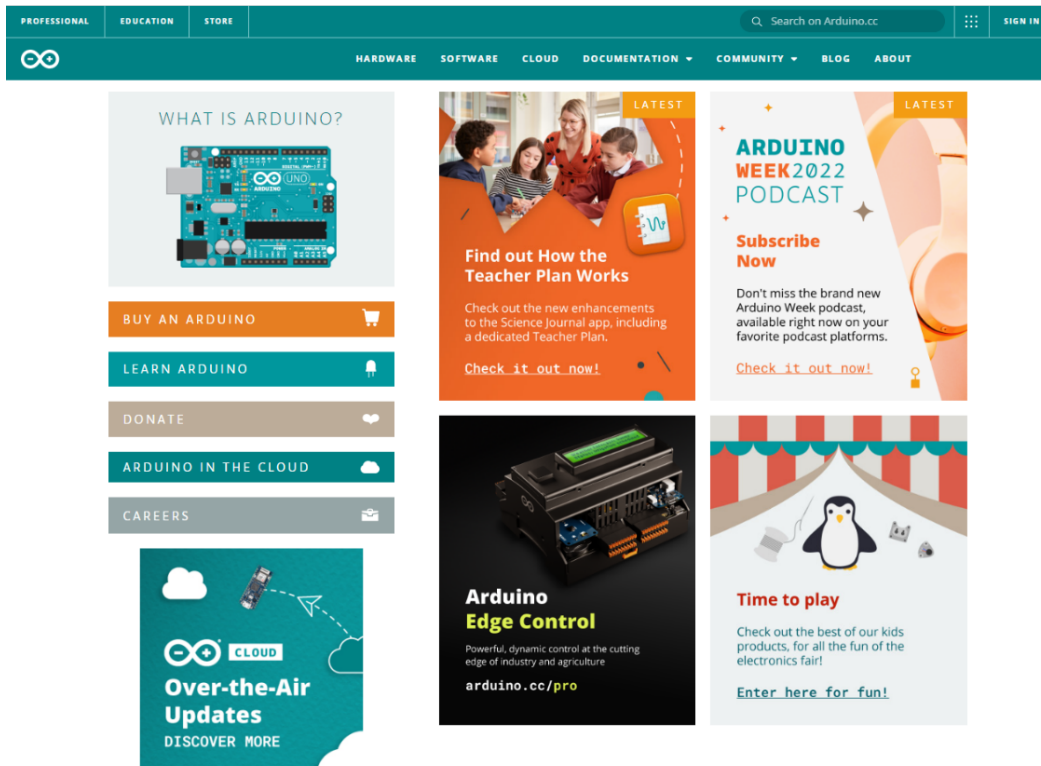 PROFESSIONAL
EDUCATION
STORE
Search on Arduino.cc
SIGN IN
HARDWARE
SOFTWARE
CLOUD
DOCUMENTATION
COMMUNITY
BLOG
ABOUT
WHAT IS ARDUINO?
ARDUINO
UNO
BUY AN ARDUINO
LEARN ARDUINO
DONATE
ARDUINO IN THE CLOUD
CAREERS
CLOUD
Over-the-Air
Updates
DISCOVER MORE
LATEST
Find out How the
Teacher Plan Works
Check out the new enhancements
to the Science Journal app, including
a dedicated Teacher Plan.
Check it out now!
LATEST
ARDUINO
WEEK2022
PODCAST
Subscribe
Now
Don't miss the brand new
Arduino Week podcast,
available right now on your
favorite podcast platforms.
Check it out now!
Arduino
Edge Control
Powerful, dynamic control at the cutting
edge of industry and agriculture
arduino.cc/pro
Time to play
Check out the best of our kids
products, for all the fun of the
electronics fair!
Enter here for fun!